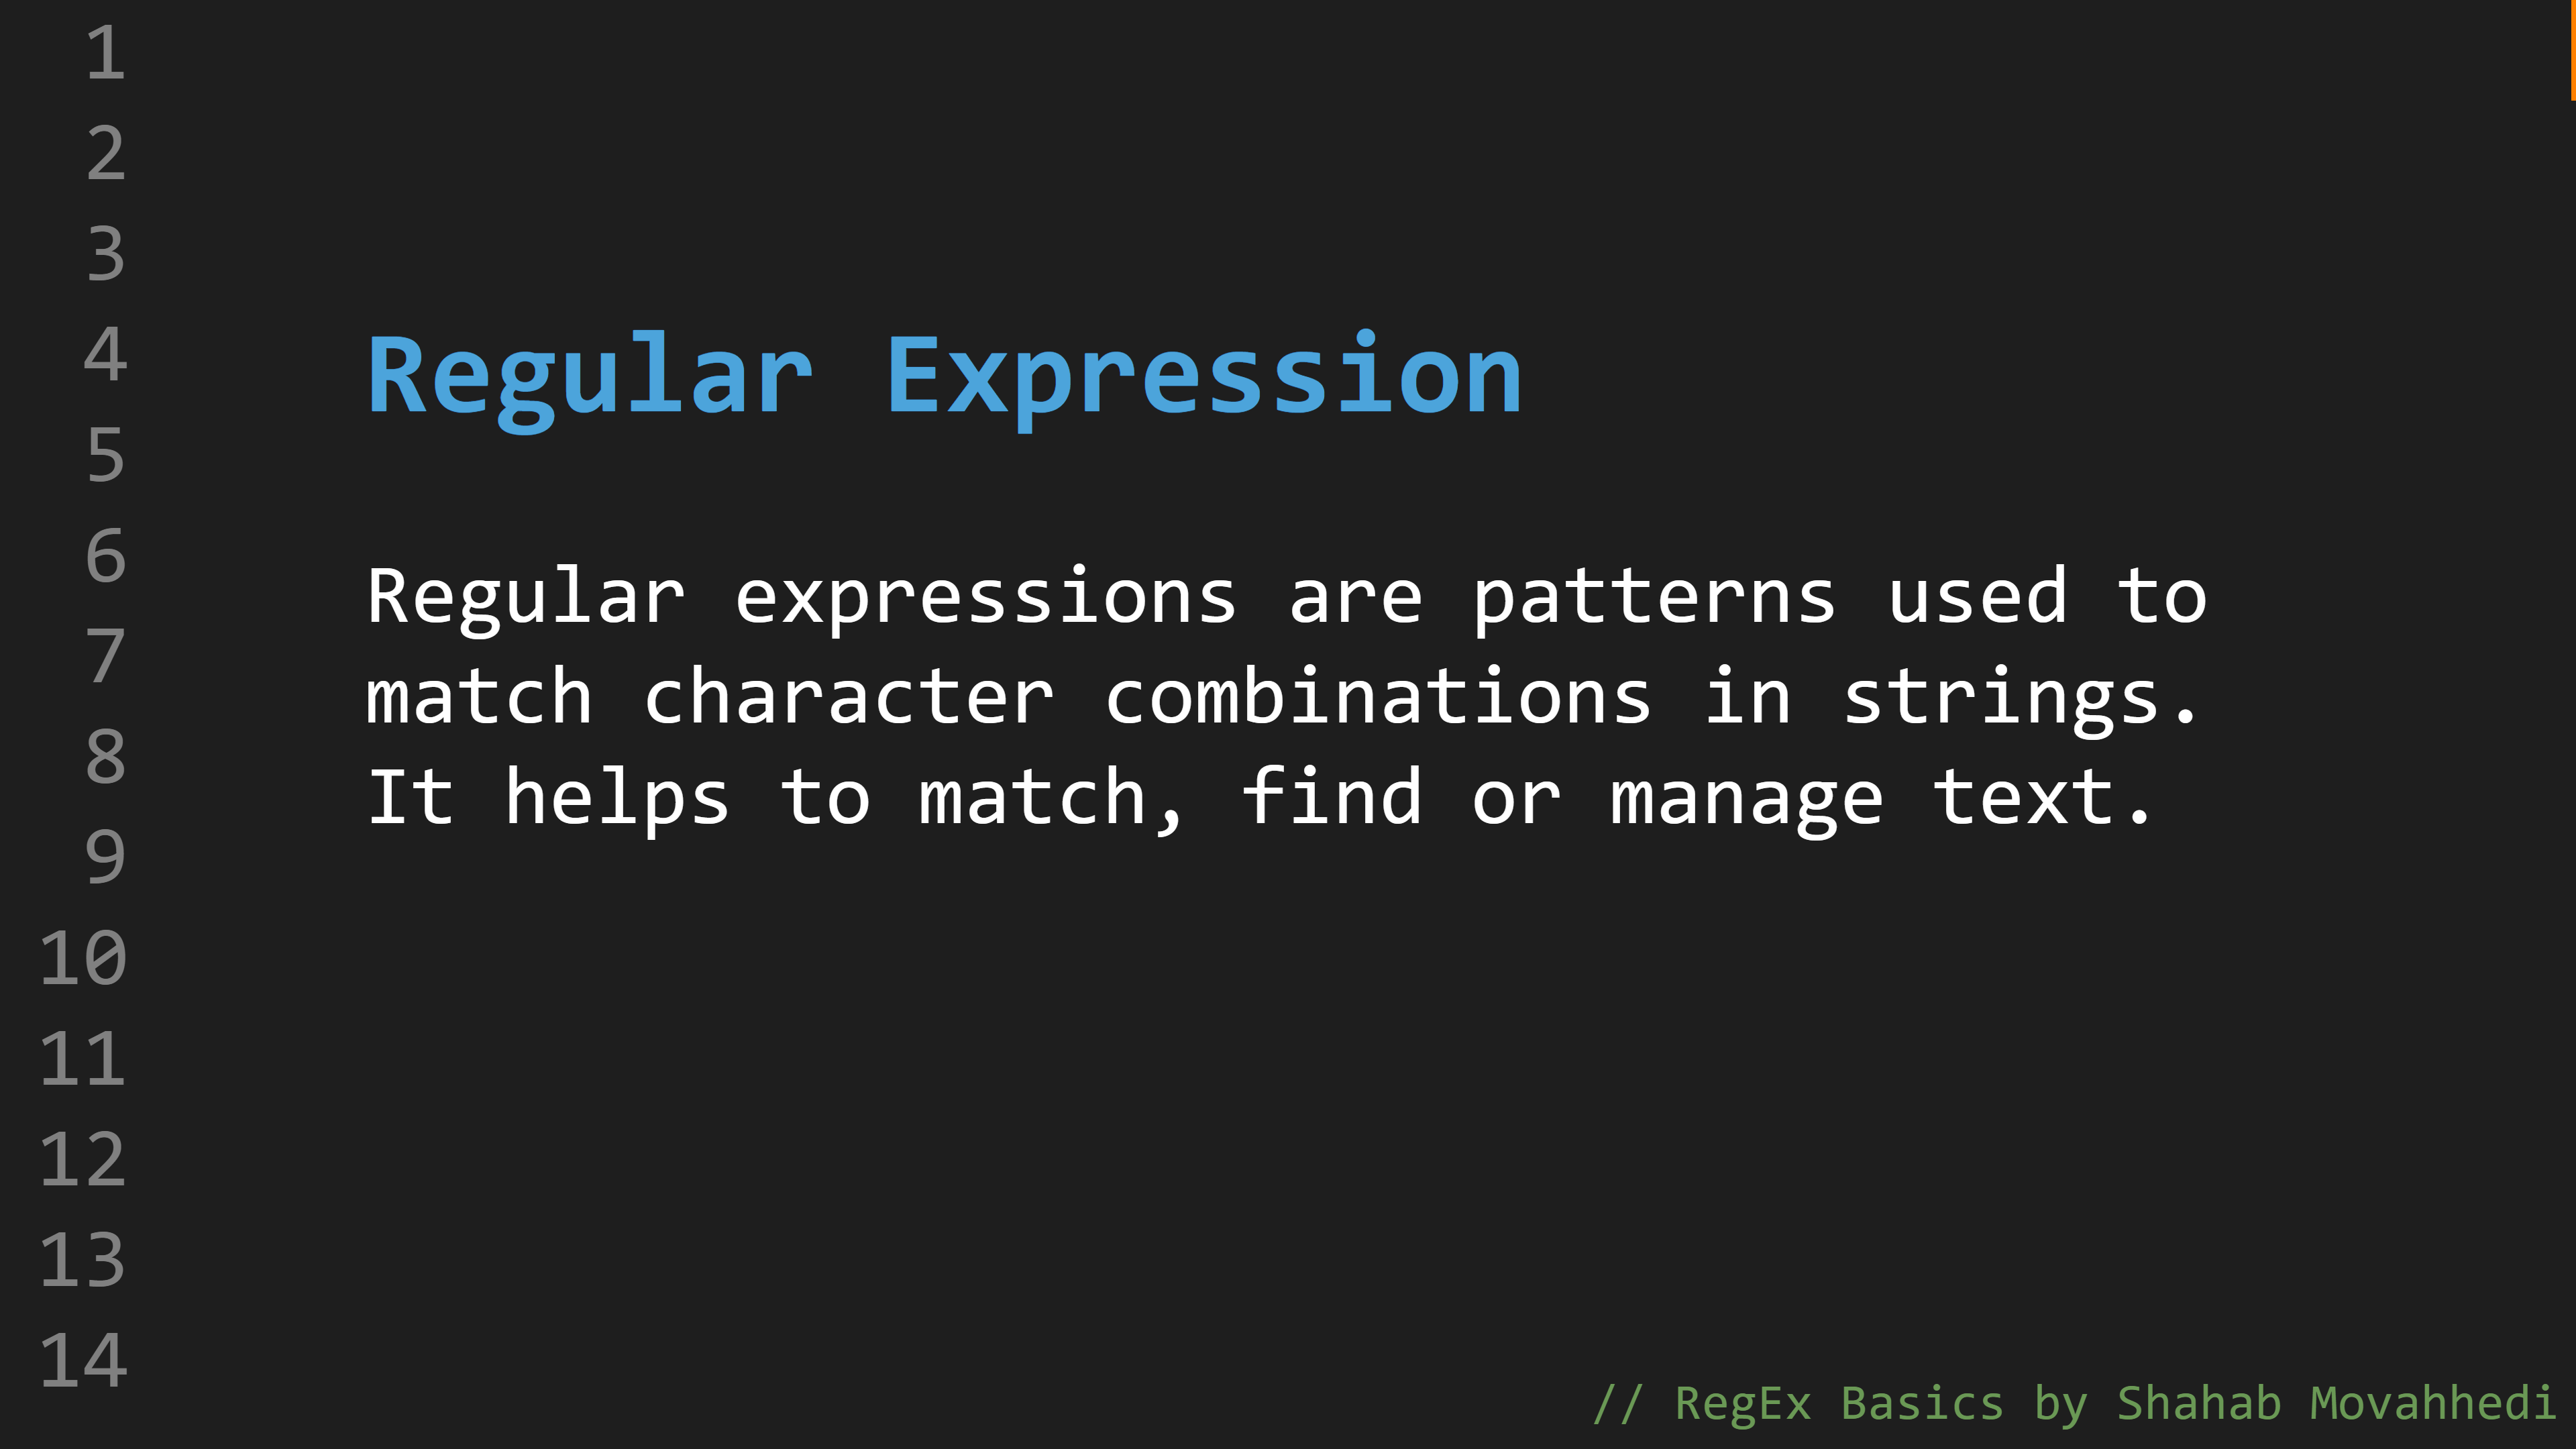 1
2
3
4
Regular Expression
5
6
Regular expressions are patterns used to
7
match character combinations in strings.
8
It helps to match, find or manage text.
9
10
11
12
13
14
// RegEx Basics by Shahab Movahhedi